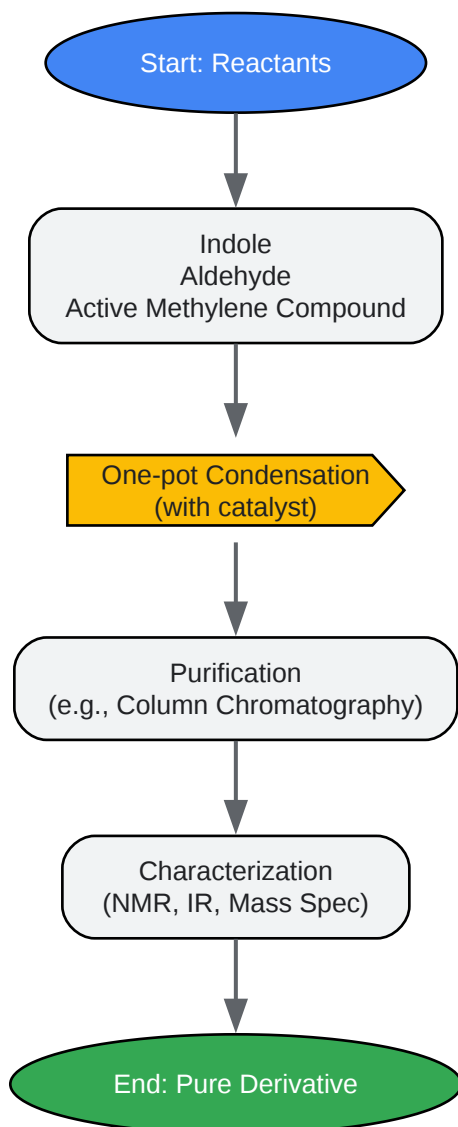 Start: Reactants
Indole
Aldehyde
Active Methylene Compound
One-pot Condensation
(with catalyst)
Purification
(e.g., Column Chromatography)
Characterization
(NMR, IR, Mass Spec)
End: Pure Derivative